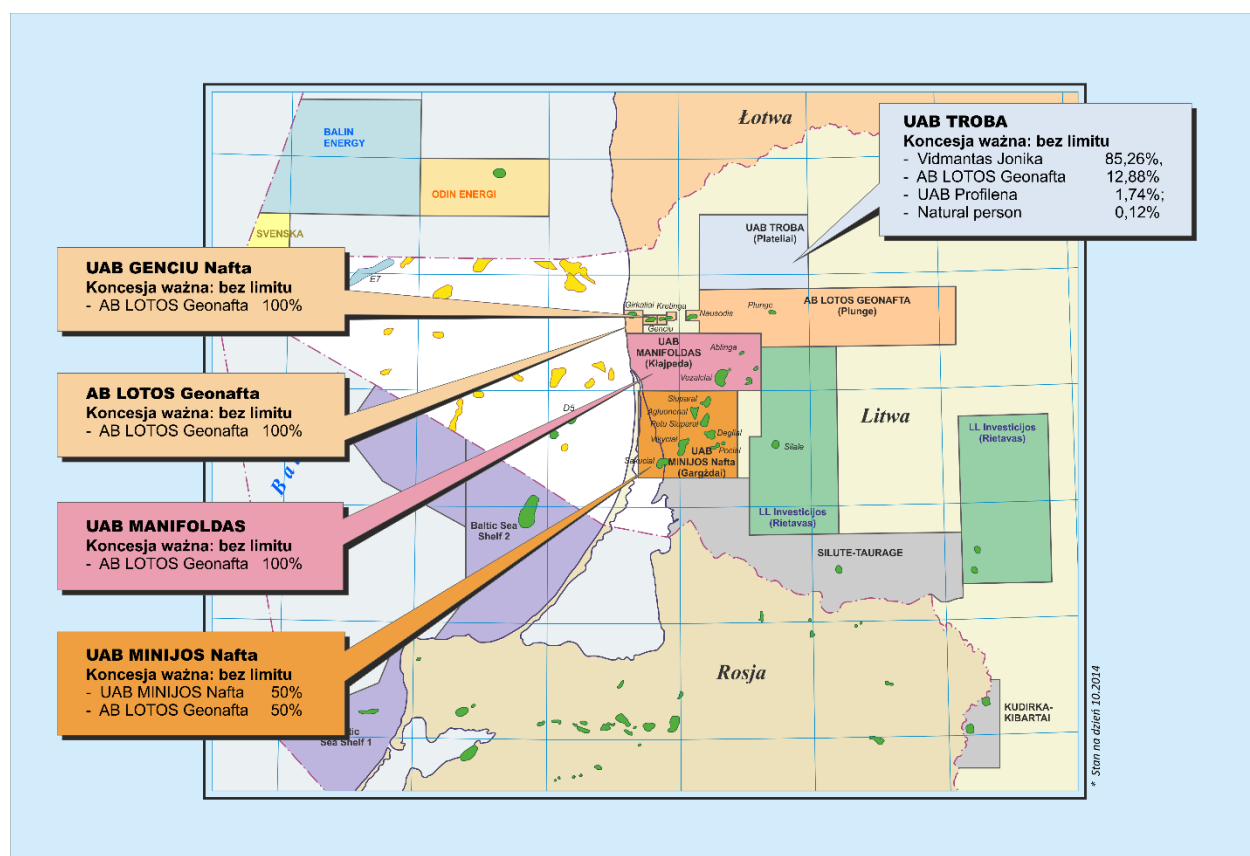 Łotwa
BALIN
ENERGY
ODIN ENERGI
SVENSKA
E7
UAB TROBA
Koncesja ważna: bez limitu
- Vidmantas Jonika 85,26%,
- AB LOTOS Geonafta 12,88%
- UAB Profilena 1,74%;
- Natural person 0,12%
UAB TROBA
(Plateliai)
UAB GENCIU Nafta
Koncesja ważna: bez limitu
- AB LOTOS Geonafta 100%
Girkaliai
Kretinga
Genciu
Nausodis
Plunge
AB LOTOS GEONAFTA
(Plunge)
UAB
MANIFOLDAS
(Klajpeda)
Ablinga
Vezaiciai
AB LOTOS Geonafta
Koncesja ważna: bez limitu
- AB LOTOS Geonafta 100%
D5
Siuparai
Agluonenai
Pietu Siuparai
Degliai
Vilkyciai
Pociai
Sakuciai
UAB
MINIJOS Nafta
(Gargżdai)
Litwa
Silale
LL Investicijos
(Rietavas)
LL Investicijos
(Rietavas)
UAB MANIFOLDAS
Koncesja ważna: bez limitu
- AB LOTOS Geonafta 100%
Baltic Sea
Shelf 2
SILUTE-TAURAGE
UAB MINIJOS Nafta
Koncesja ważna: bez limitu
- UAB MINIJOS Nafta 50%
- AB LOTOS Geonafta 50%
Rosja
Sea Shelf 1
KUDIRKA-
KIBARTAI
* Stan na dzień 10.2014